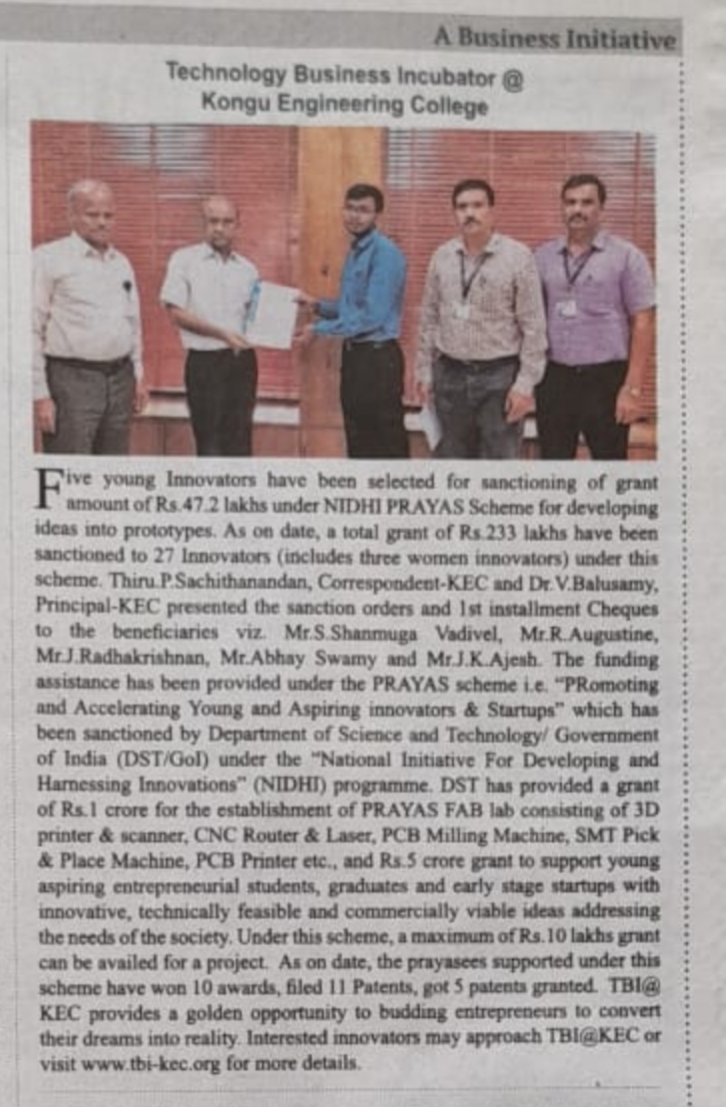 A Business Initiative
Technology Business Incubator @
Kongu Engineering College
Five young Innovators have been selected for sanctioning of grant
amount of Rs.47.2 lakhs under NIDHI PRAYAS Scheme for developing
ideas into prototypes. As on date, a total grant of Rs.233 lakhs have been
sanctioned to 27 Innovators (includes three women innovators) under this
scheme. Thiru.P.Sachithanandan, Correspondent-KEC and Dr.V.Balusamy,
Principal-KEC presented the sanction orders and 1st installment Cheques
to the beneficiaries viz. Mr.S.Shanmuga Vadivel, Mr.R.Augustine,
Mr.J.Radhakrishnan, Mr.Abhay Swamy and Mr.J.K.Ajesh. The funding
assistance has been provided under the PRAYAS scheme i.e. “PRomoting
and Accelerating Young and Aspiring innovators & Startups” which has
been sanctioned by Department of Science and Technology/ Government
of India (DST/GoI) under the “National Initiative For Developing and
Harnessing Innovations” (NIDHI) programme. DST has provided a grant
of Rs.1 crore for the establishment of PRAYAS FAB lab consisting of 3D
printer & scanner, CNC Router & Laser, PCB Milling Machine, SMT Pick
& Place Machine, PCB Printer etc., and Rs.5 crore grant to support young
aspiring entrepreneurial students, graduates and early stage startups with
innovative, technically feasible and commercially viable ideas addressing
the needs of the society. Under this scheme, a maximum of Rs.10 lakhs grant
can be availed for a project. As on date, the prayasees supported under this
scheme have won 10 awards, filed 11 Patents, got 5 patents granted. TBI@
KEC provides a golden opportunity to budding entrepreneurs to convert
their dreams into reality. Interested innovators may approach TBI@KEC or
visit www.tbi-kec.org for more details.